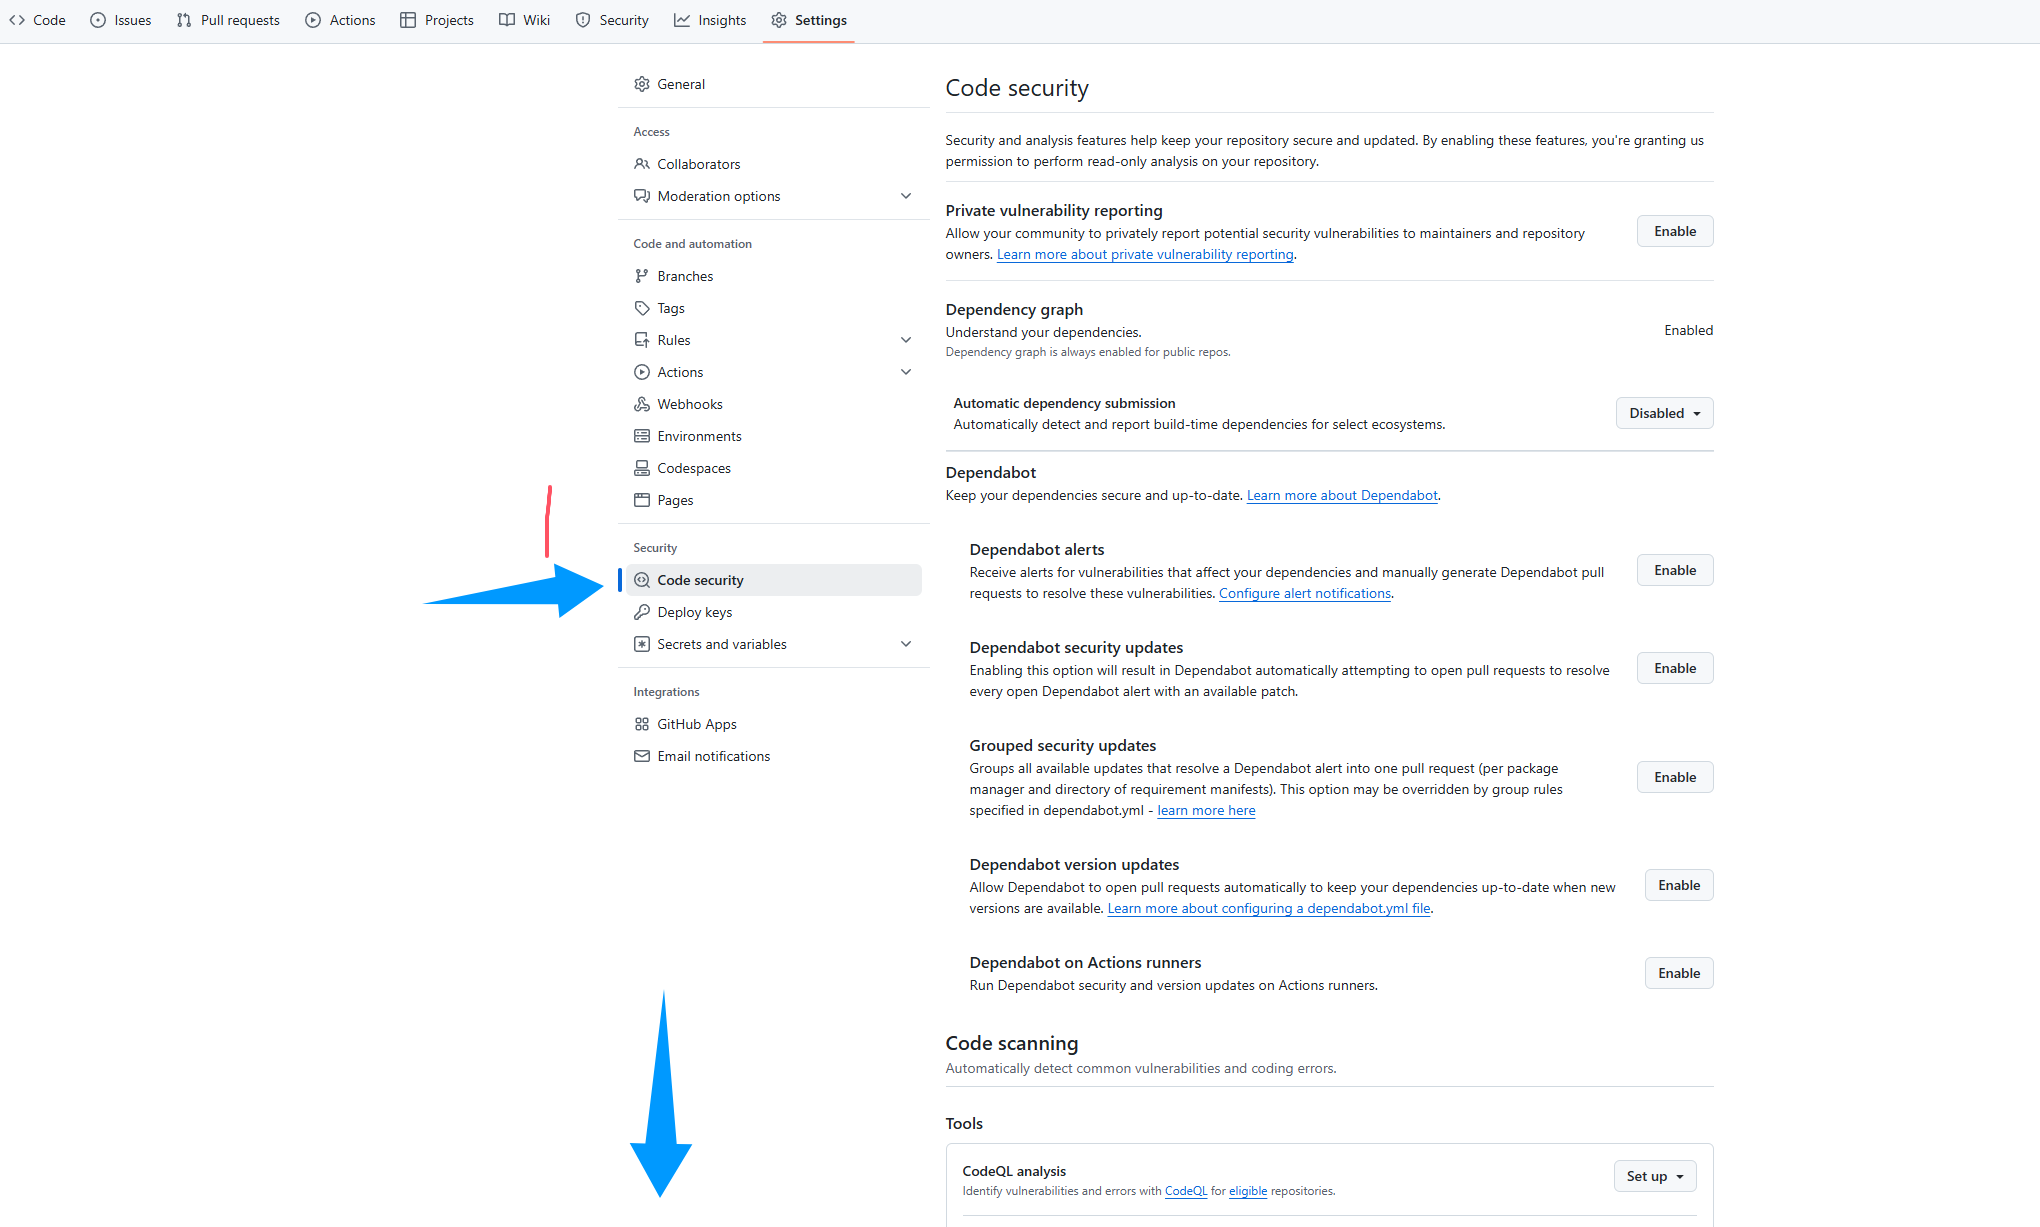 Code
Issues
Pull requests
Actions
Projects
Wiki
Security
Insights
Settings
General
Access
Collaborators
Moderation options
Code and automation
Branches
Tags
Rules
Actions
Webhooks
Environments
Codespaces
Pages
Security
Code security
Deploy keys
Secrets and variables
Integrations
GitHub Apps
Email notifications
Code security
Security and analysis features help keep your repository secure and updated. By enabling these features, you're granting us
permission to perform read-only analysis on your repository.
Private vulnerability reporting
Allow your community to privately report potential security vulnerabilities to maintainers and repository
owners. Learn more about private vulnerability reporting.
Enable
Dependency graph
Understand your dependencies.
Dependency graph is always enabled for public repos.
Enabled
Automatic dependency submission
Automatically detect and report build-time dependencies for select ecosystems.
Disabled
Dependabot
Keep your dependencies secure and up-to-date. Learn more about Dependabot.
Dependabot alerts
Receive alerts for vulnerabilities that affect your dependencies and manually generate Dependabot pull
requests to resolve these vulnerabilities. Configure alert notifications.
Enable
Dependabot security updates
Enabling this option will result in Dependabot automatically attempting to open pull requests to resolve
every open Dependabot alert with an available patch.
Enable
Grouped security updates
Groups all available updates that resolve a Dependabot alert into one pull request (per package
manager and directory of requirement manifests). This option may be overridden by group rules
specified in dependabot.yml - learn more here
Enable
Dependabot version updates
Allow Dependabot to open pull requests automatically to keep your dependencies up-to-date when new
versions are available. Learn more about configuring a dependabot.yml file.
Enable
Dependabot on Actions runners
Run Dependabot security and version updates on Actions runners.
Enable
Code scanning
Automatically detect common vulnerabilities and coding errors.
Tools
CodeQL analysis
Identify vulnerabilities and errors with CodeQL for eligible repositories.
Set up